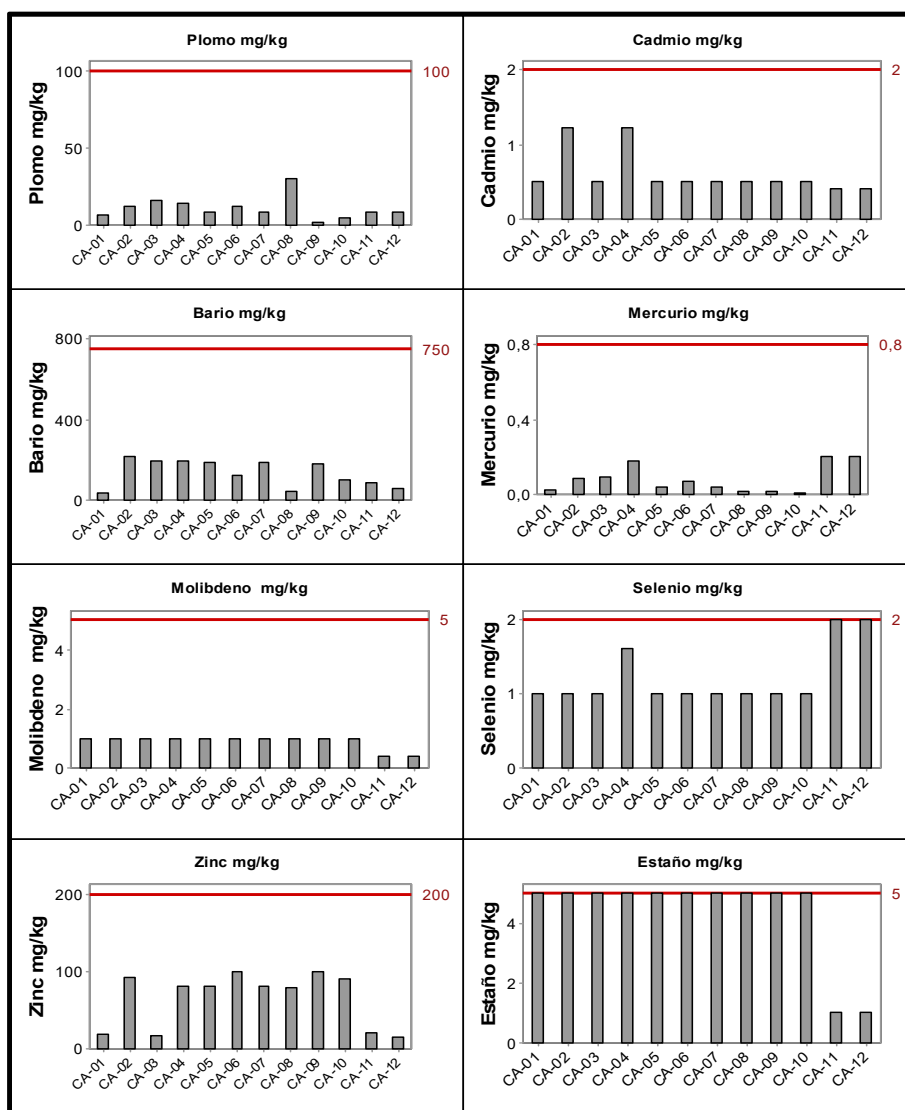 Plomo mg/kg
Plomo mg/kg
100
50
0
100
CA-01 CA-02 CA-03 CA-04 CA-05 CA-06 CA-07 CA-08 CA-09 CA-10 CA-11 CA-12
Cadmio mg/kg
Cadmio mg/kg
2
1
0
2
CA-01 CA-02 CA-03 CA-04 CA-05 CA-06 CA-07 CA-08 CA-09 CA-10 CA-11 CA-12
Bario mg/kg
Bario mg/kg
800
400
0
750
CA-01 CA-02 CA-03 CA-04 CA-05 CA-06 CA-07 CA-08 CA-09 CA-10 CA-11 CA-12
Mercurio mg/kg
Mercurio mg/kg
0,8
0,4
0,0
0,8
CA-01 CA-02 CA-03 CA-04 CA-05 CA-06 CA-07 CA-08 CA-09 CA-10 CA-11 CA-12
Molibdeno mg/kg
Molibdeno mg/kg
4
2
0
5
CA-01 CA-02 CA-03 CA-04 CA-05 CA-06 CA-07 CA-08 CA-09 CA-10 CA-11 CA-12
Selenio mg/kg
Selenio mg/kg
2
1
0
2
CA-01 CA-02 CA-03 CA-04 CA-05 CA-06 CA-07 CA-08 CA-09 CA-10 CA-11 CA-12
Zinc mg/kg
Zinc mg/kg
200
100
0
200
CA-01 CA-02 CA-03 CA-04 CA-05 CA-06 CA-07 CA-08 CA-09 CA-10 CA-11 CA-12
Estaño mg/kg
Estaño mg/kg
4
2
0
5
CA-01 CA-02 CA-03 CA-04 CA-05 CA-06 CA-07 CA-08 CA-09 CA-10 CA-11 CA-12